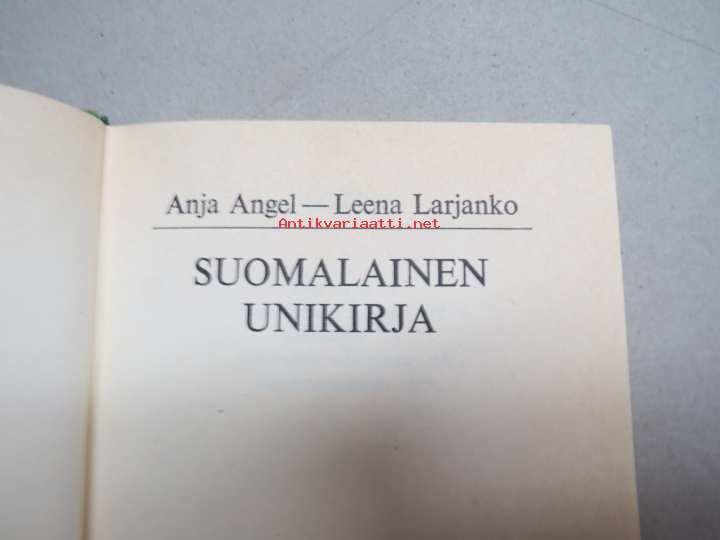 Anja Angel — Leena Larjanko
Antikvariaatti.net
SUOMALAINEN
UNIKIRJA